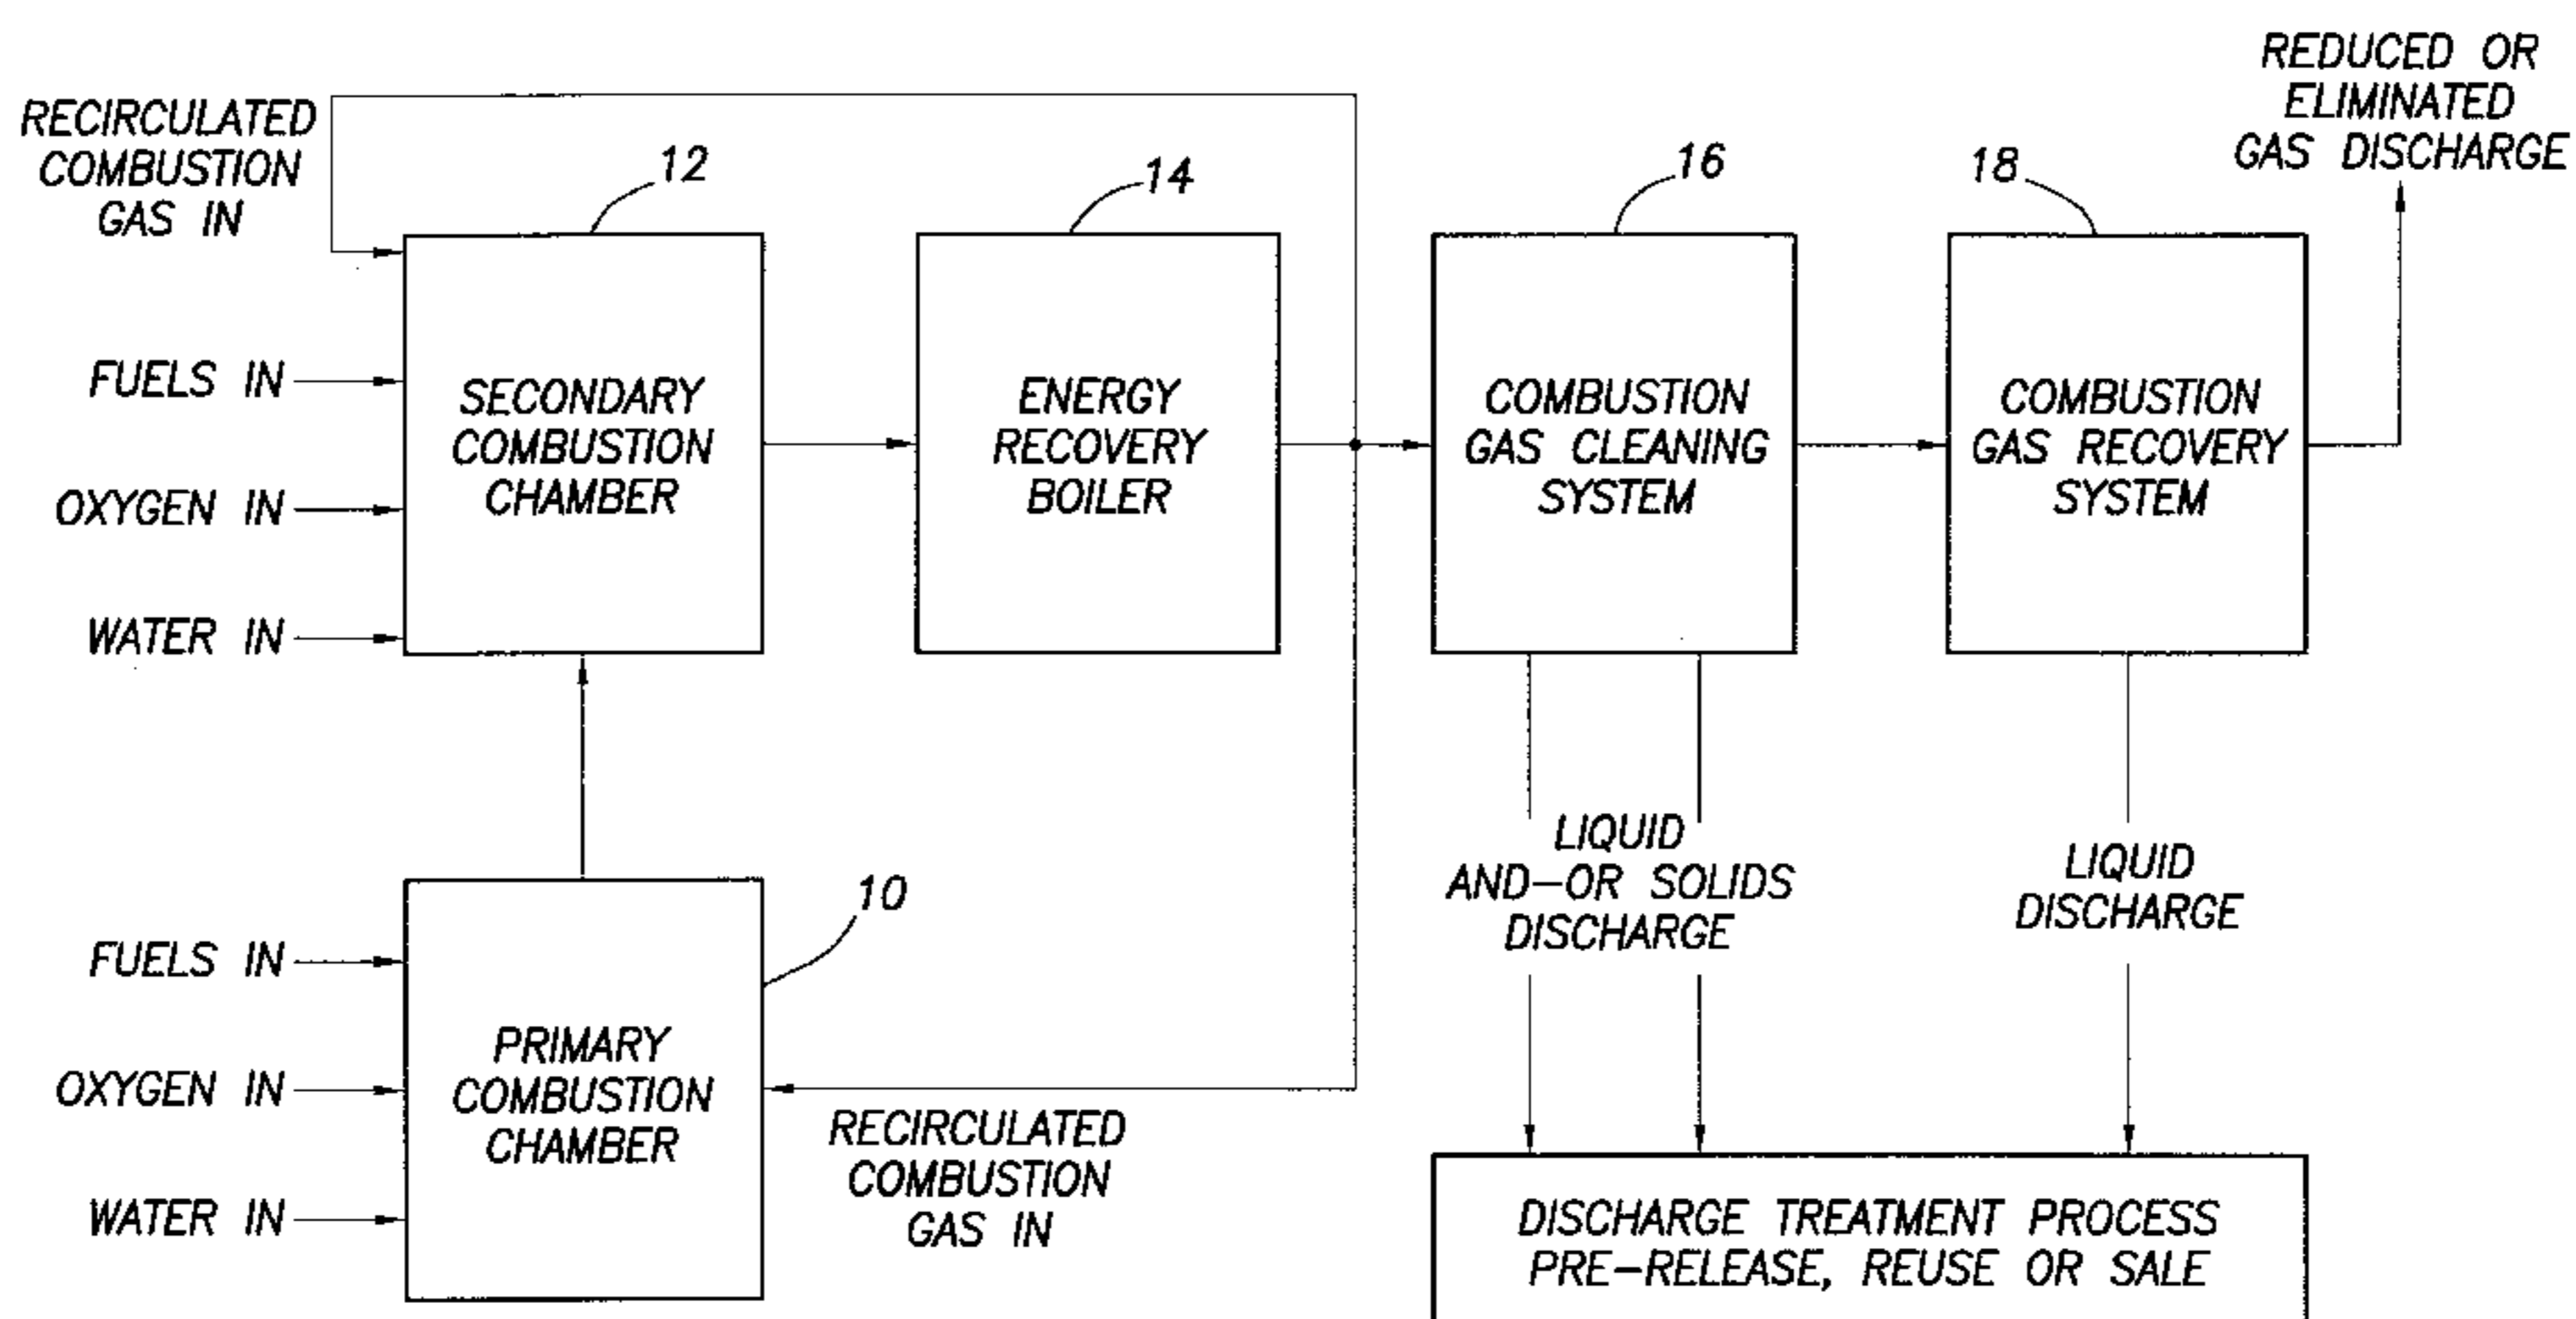 REDUCED OR
ELIMINATED
GAS DISCHARGE
RECIRCULATED
COMBUSTION
GAS IN
12
14
16
18
FUELS IN
OXYGEN IN
WATER IN
SECONDARY
COMBUSTION
CHAMBER
ENERGY
RECOVERY
BOILER
COMBUSTION
GAS CLEANING
SYSTEM
COMBUSTION
GAS RECOVERY
SYSTEM
LIQUID
AND-OR SOLIDS
DISCHARGE
LIQUID
DISCHARGE
10
FUELS IN
OXYGEN IN
WATER IN
PRIMARY
COMBUSTION
CHAMBER
RECIRCULATED
COMBUSTION
GAS IN
DISCHARGE TREATMENT PROCESS
PRE-RELEASE, REUSE OR SALE